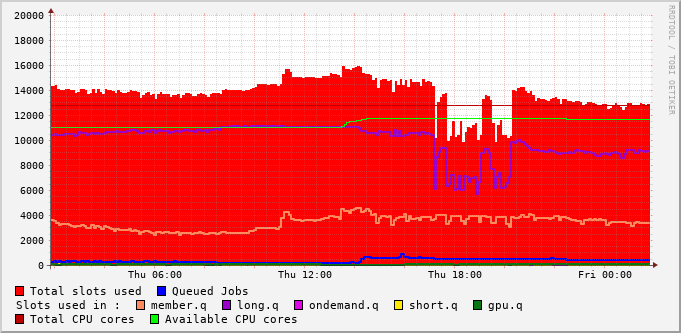 20000
18000
16000
14000
12000
10000
8000
6000
4000
2000
0
Thu 06:00 Thu 12:00 Thu 18:00 Fri 00:00
RRDTOOL / TOBI OETIKER
Total slots used Queued Jobs
Slots used in : member.q long.q ondemand.q short.q gpu.q
Total CPU cores Available CPU cores